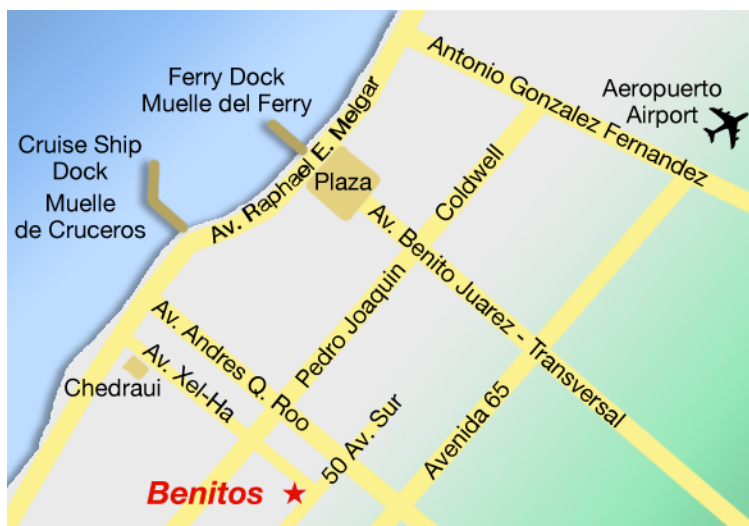 Antonio Gonzalez Fernandez
Aeropuerto
Airport
Ferry Dock
Muelle del Ferry
Cruise Ship
Dock
Muelle
de Cruceros
Av. Raphael E. Melgar
Plaza
Coldwell
Pedro Joaquin
Av. Benito Juarez - Transversal
Av. Andres Q. Roo
Av. Xel-Ha
Chedraui
50 Av. Sur
Avenida 65
Benitos